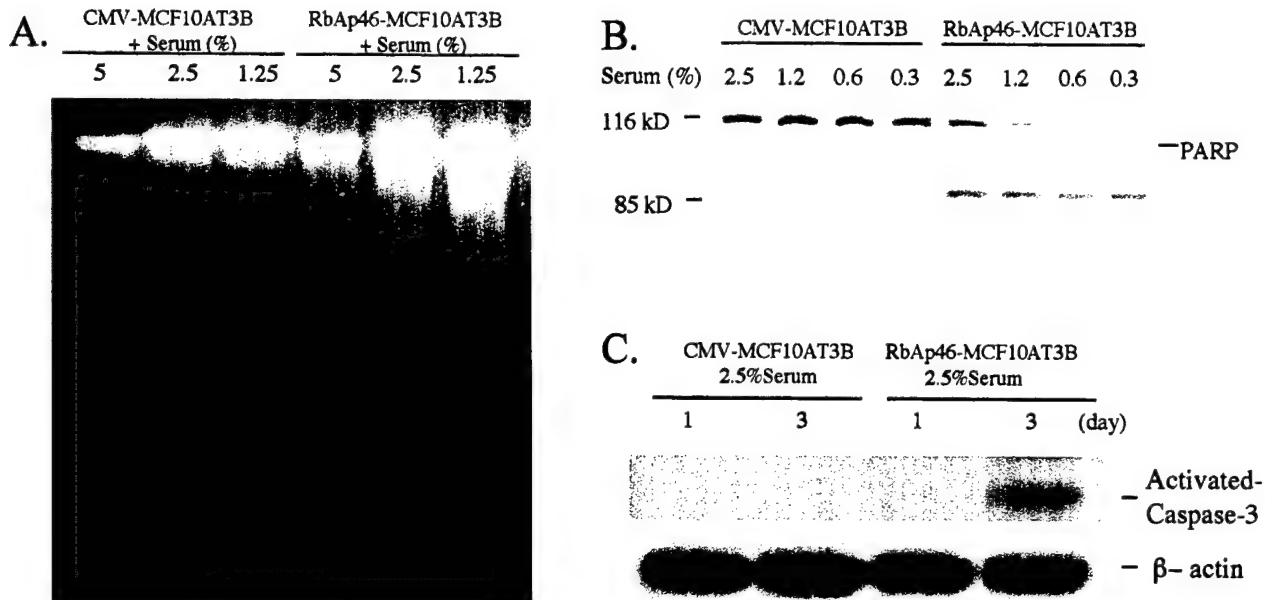 A.
CMV-MCF10AT3B RbAp46-MCF10AT3B
+ Serum (%) + Serum (%)
5 2.5 1.25 5 2.5 1.25
B.
CMV-MCF10AT3B RbAp46-MCF10AT3B
Serum (%) 2.5 1.2 0.6 0.3 2.5 1.2 0.6 0.3
116 kD
PARP
85 kD
C.
CMV-MCF10AT3B RbAp46-MCF10AT3B
2.5%Serum 2.5%Serum
1 3 1 3 (day)
Activated-
Caspase-3
β- actin